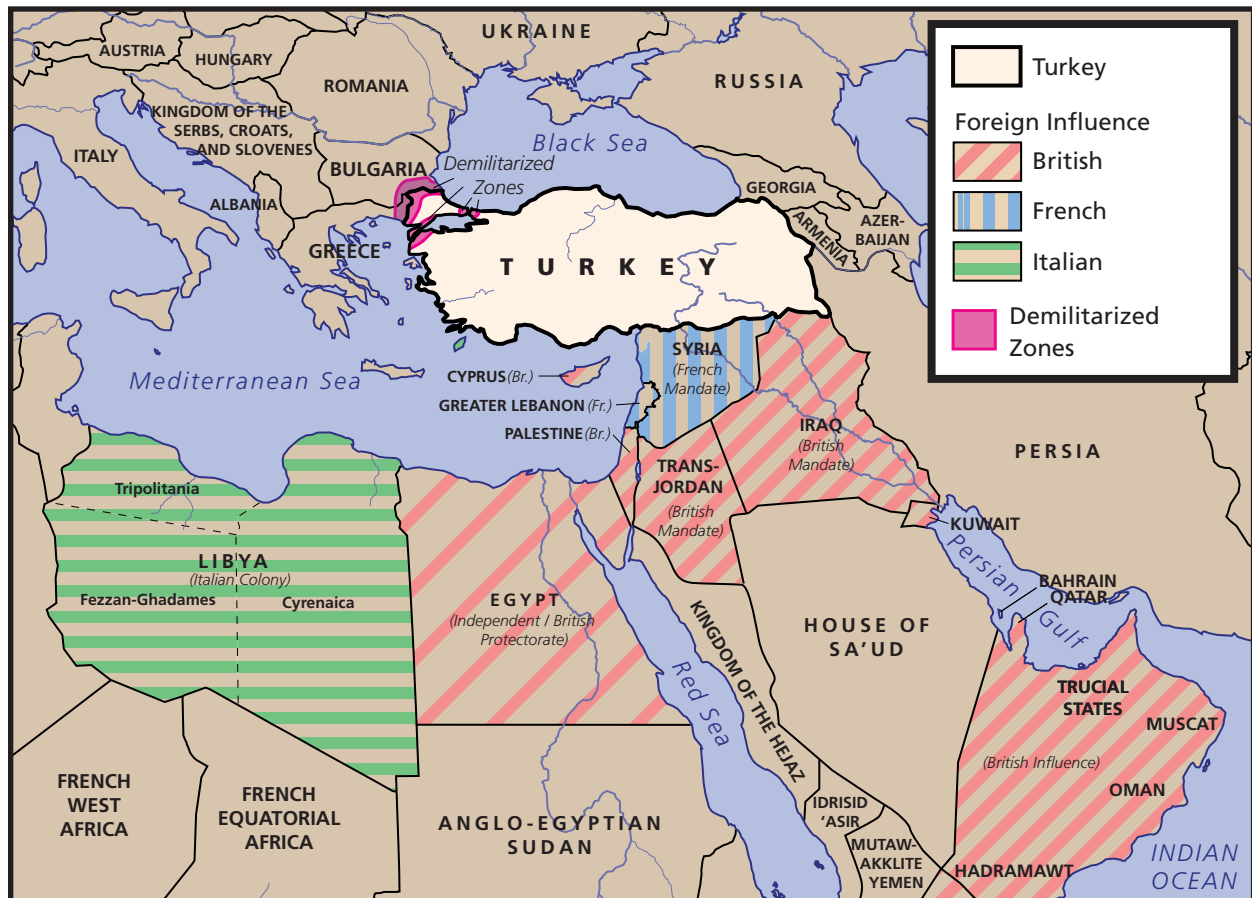 UKRAINE
AUSTRIA
HUNGARY
ROMANIA
RUSSIA
KINGDOM OF THE
SERBS, CROATS,
AND SLOVENES
ITALY
Black Sea
BULGARIA
Demilitarized
Zones
GEORGIA
ALBANIA
ARMENIA
AZER-
BAIJAN
GREECE
TURKEY
Mediterranean Sea
CYPRUS (Br.)
SYRIA
(French
Mandate)
GREATER LEBANON (Fr.)
PALESTINE (Br.)
IRAQ
(British
Mandate)
PERSIA
TRANS-
JORDAN
(British
Mandate)
Tripolitania
KUWAIT
Persian
Gulf
LIBYA
(Italian Colony)
Fezzan-Ghadames
Cyrenaica
EGYPT
(Independent / British
Protectorate)
BAHRAIN
QATAR
KINGDOM OF THE HEJAZ
HOUSE OF
SA'UD
Red Sea
TRUCIAL
STATES
MUSCAT
(British Influence)
OMAN
FRENCH
WEST
AFRICA
FRENCH
EQUATORIAL
AFRICA
ANGLO-EGYPTIAN
SUDAN
IDRISID
'ASIR
MUTAW-
AKKLITE
YEMEN
HADRAMAWT
INDIAN
OCEAN
Turkey
Foreign Influence
British
French
Italian
Demilitarized
Zones